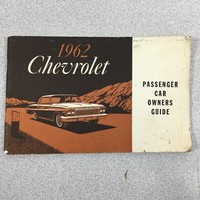 1962
Chevrolet
PASSENGER
CAR
OWNERS
GUIDE